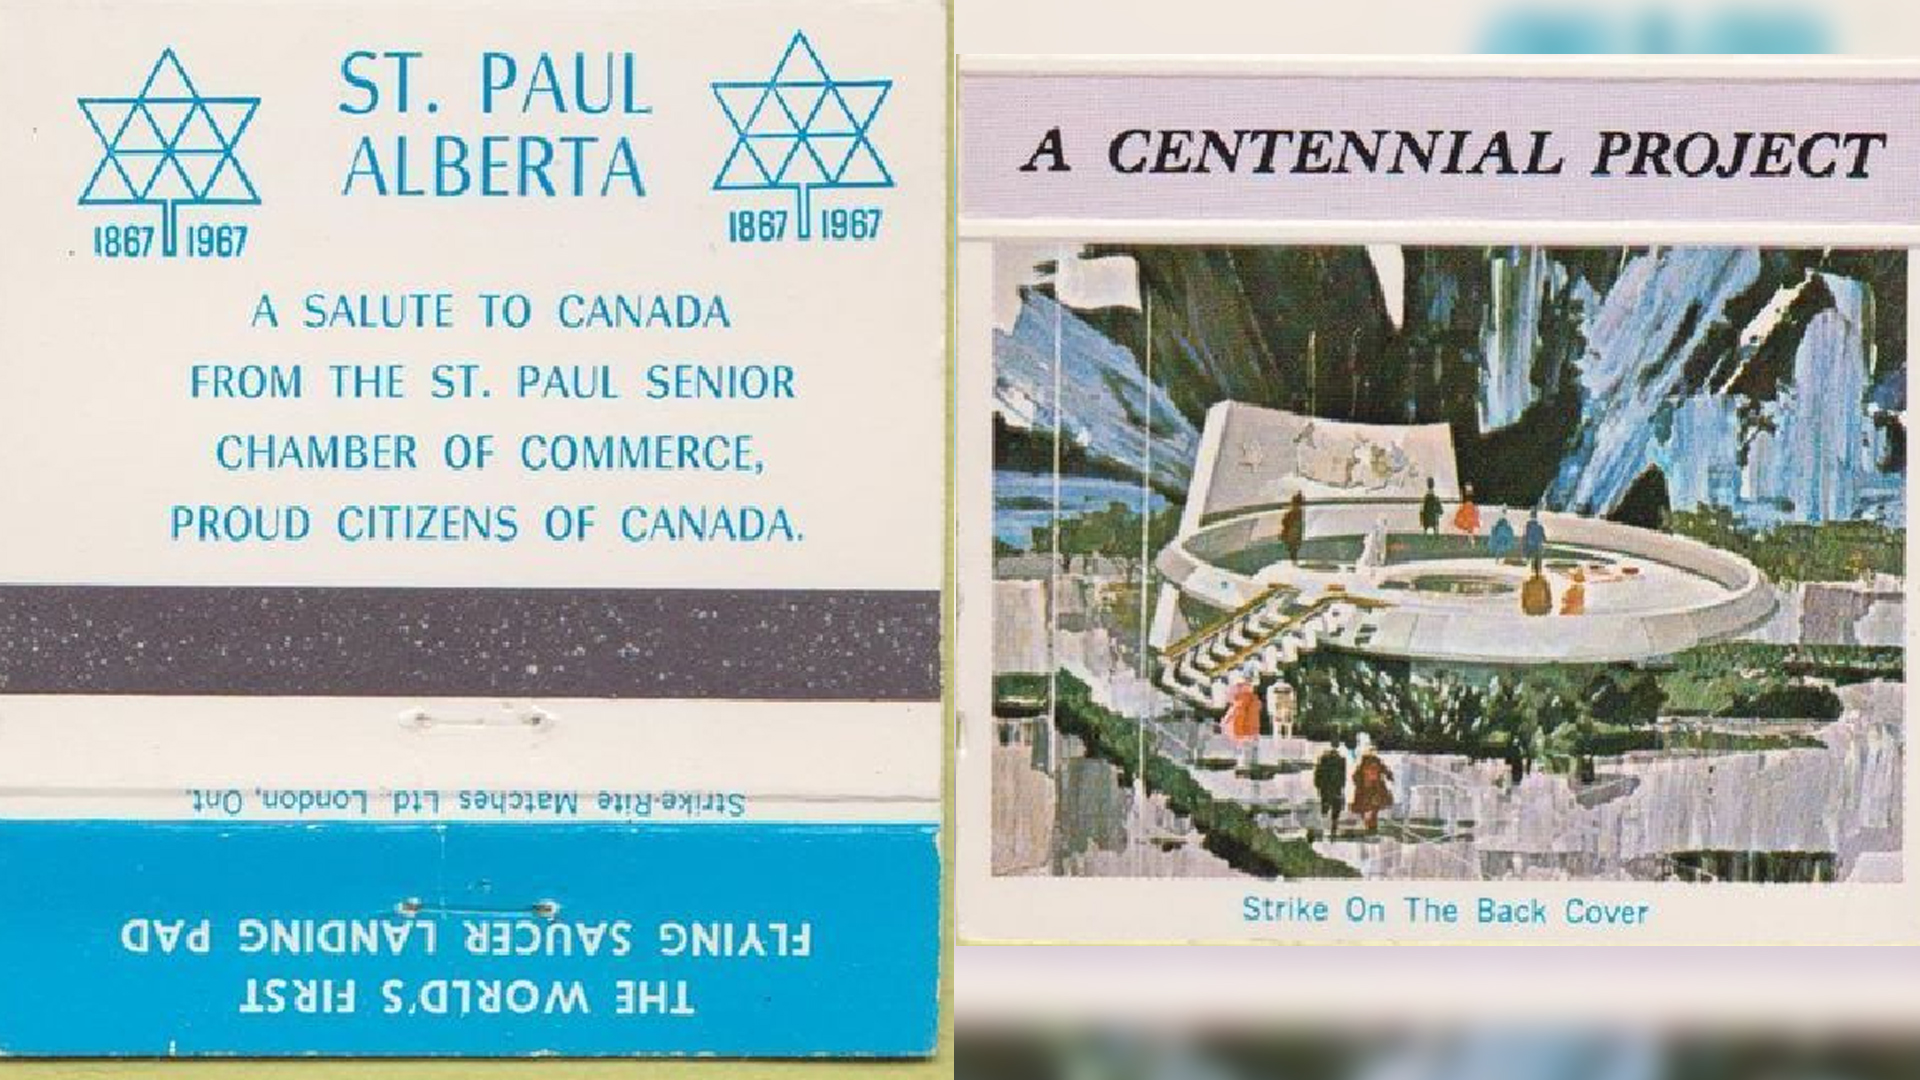 ST. PAUL
ALBERTA
1867 1967
1867 1967
A SALUTE TO CANADA
FROM THE ST. PAUL SENIOR
CHAMBER OF COMMERCE,
PROUD CITIZENS OF CANADA.
Strike-Rite Matches Ltd. London, Ont.
THE WORLD'S FIRST
FLYING SAUCER LANDING PAD
A CENTENNIAL PROJECT
Strike On The Back Cover